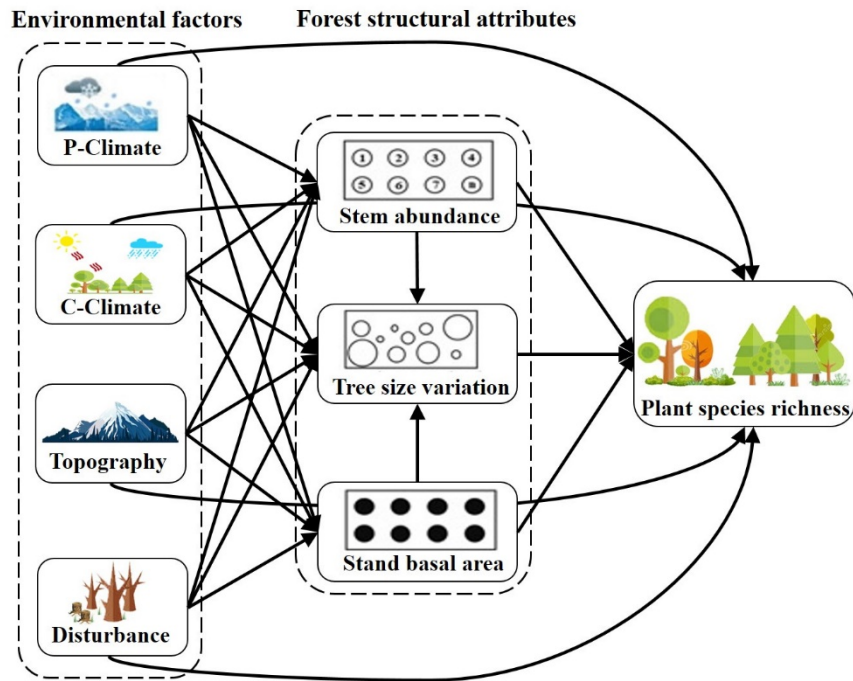 Environmental factors
Forest structural attributes
P-Climate
C-Climate
Topography
Disturbance
1 2 3 4
5 6 7 n
Stem abundance
Tree size variation
Stand basal area
Plant species richness